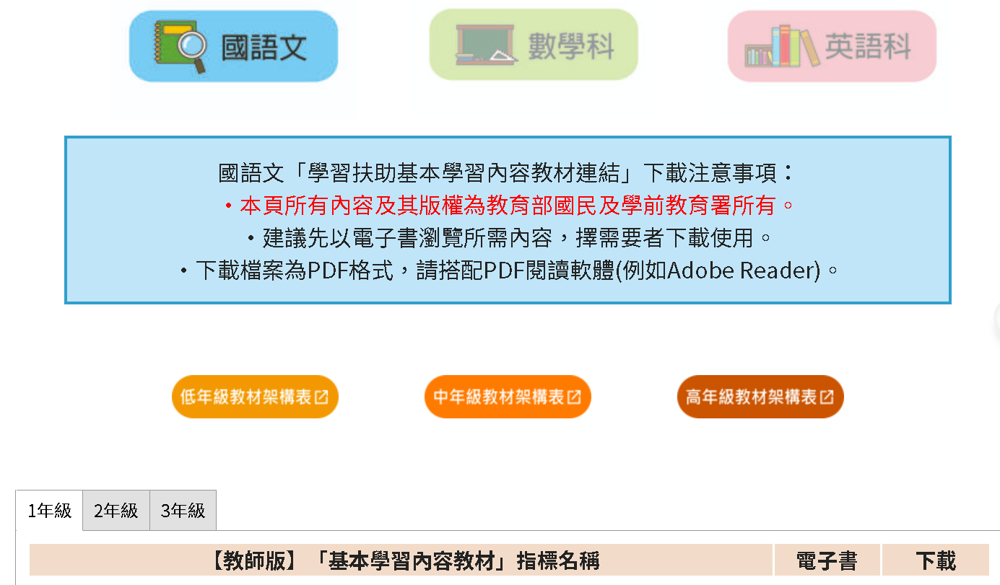 國語文
數學科
英語科
國語文「學習扶助基本學習內容教材連結」下載注意事項：
・本頁所有內容及其版權為教育部國民及學前教育署所有。
・建議先以電子書瀏覽所需內容，擇需要者下載使用。
・下載檔案為PDF格式，請搭配PDF閱讀軟體(例如Adobe Reader)。
低年級教材架構表
中年級教材架構表
高年級教材架構表
1年級
2年級
3年級
【教師版】「基本學習內容教材」指標名稱
電子書
下載